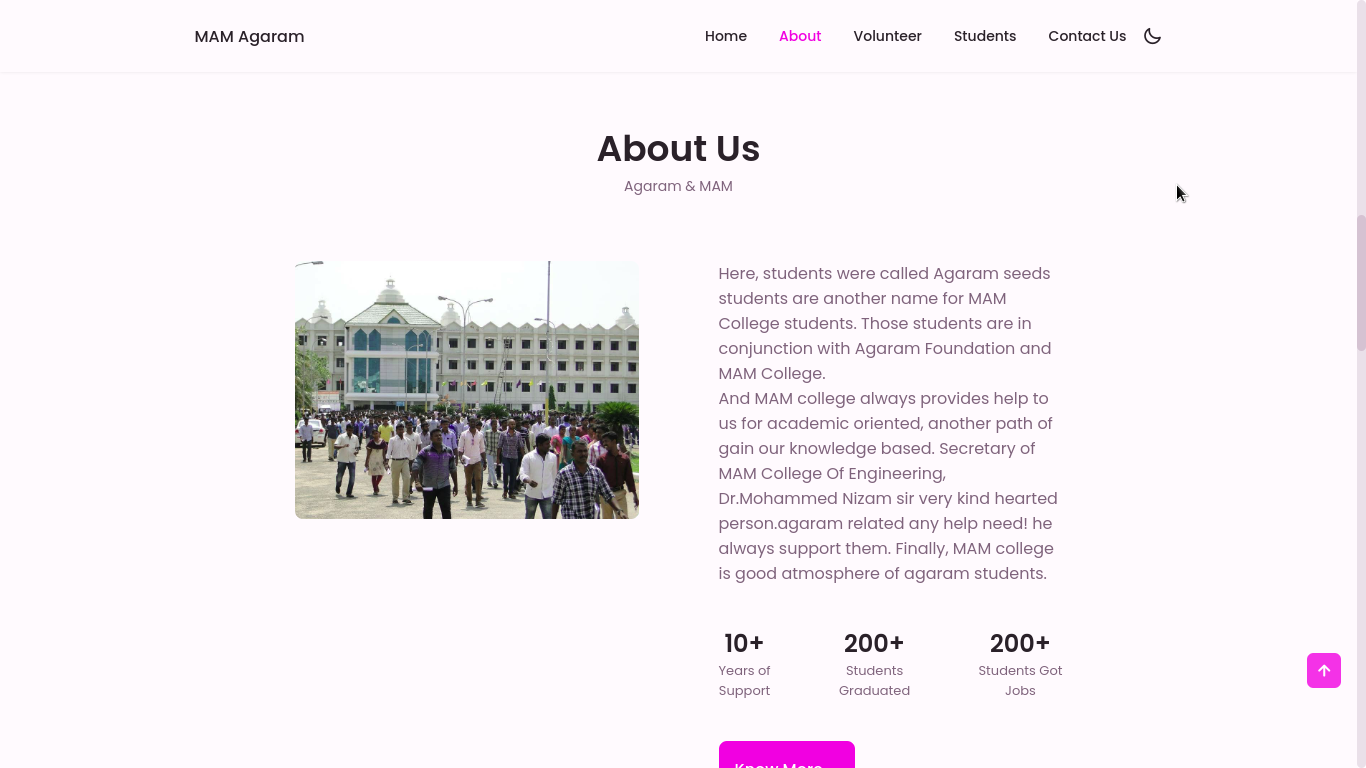 MAM Agaram
Home
About
Volunteer
Students
Contact Us
About Us
Agaram & MAM
Here, students were called Agaram seeds
students are another name for MAM
College students. Those students are in
conjunction with Agaram Foundation and
MAM College.
And MAM college always provides help to
us for academic oriented, another path of
gain our knowledge based. Secretary of
MAM College Of Engineering,
Dr.Mohammed Nizam sir very kind hearted
person.agaram related any help need! he
always support them. Finally, MAM college
is good atmosphere of agaram students.
10+
Years of
Support
200+
Students
Graduated
200+
Students Got
Jobs
Know More